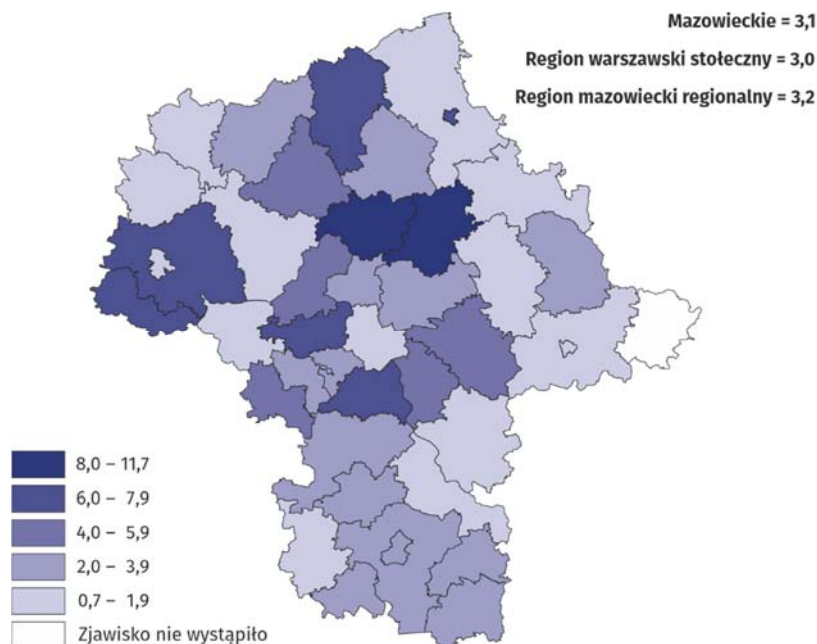 Mazowieckie = 3,1
Region warszawski stołeczny = 3,0
Region mazowiecki regionalny = 3,2
8,0 – 11,7
6,0 – 7,9
4,0 – 5,9
2,0 – 3,9
0,7 – 1,9
Zjawisko nie wystąpiło